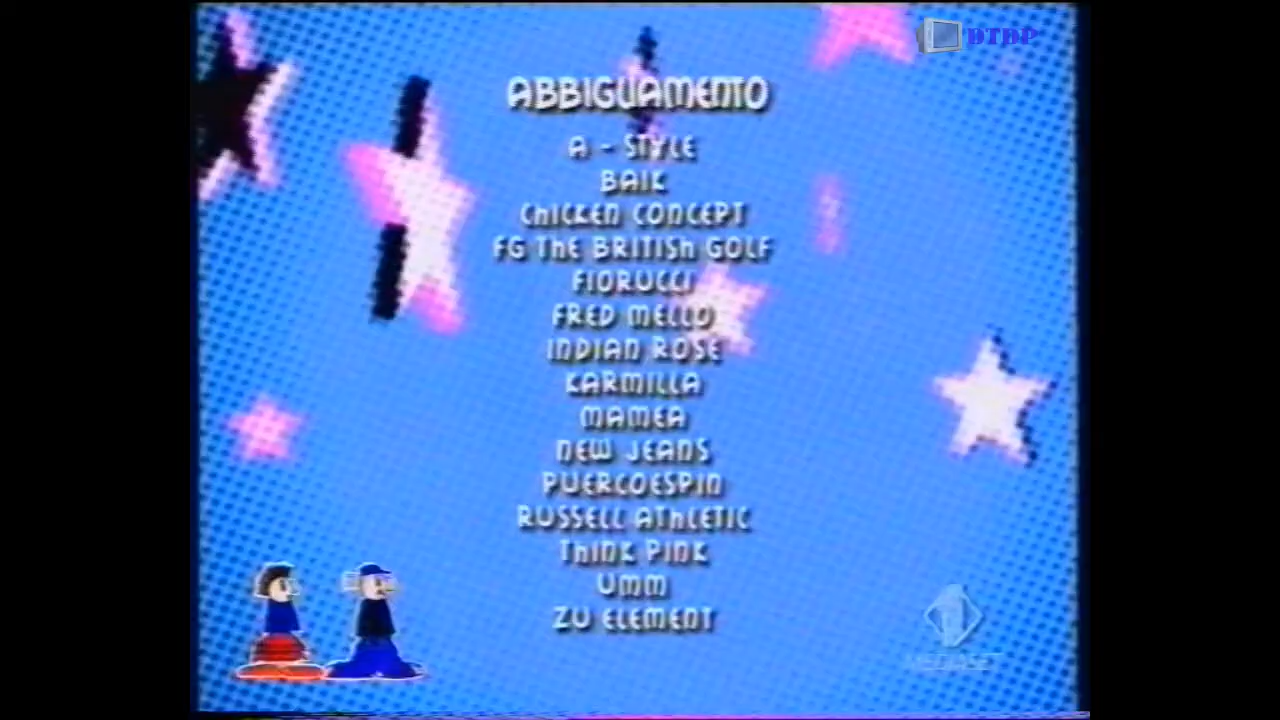 DTDP
ABBIGLIAMENTO
A - STYLE
BAIK
ChICKEN CONCEPT
FG ThE BRITISh GOLF
FIORUCCI
FRED MELLO
INDIAN ROSE
KARMILLA
MAMEA
NEW JEANS
PUERCOESPIN
RUSSELL AThLETIC
ThINK PINK
UMM
ZU ELEMENT
1
MEDIASET